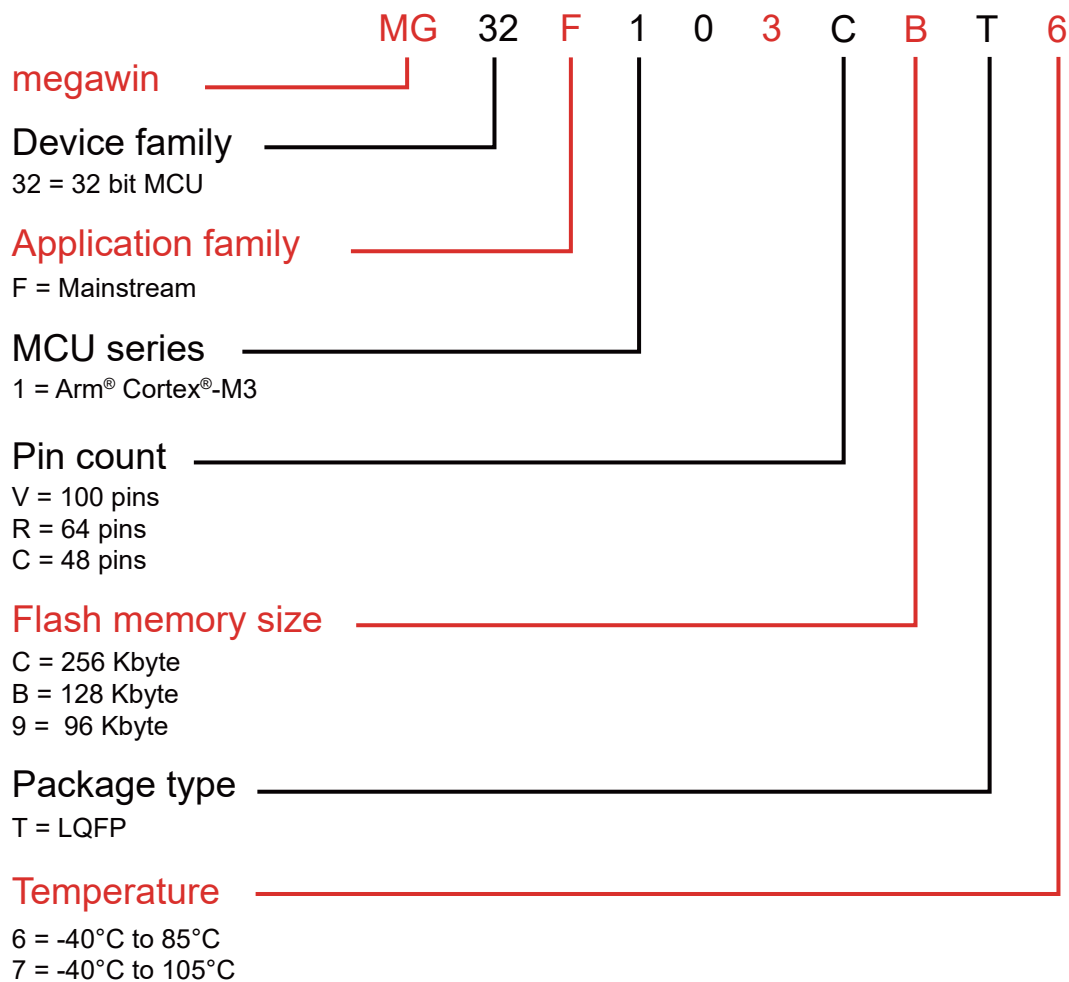 MG 32 F 1 0 3 C B T 6
megawin
Device family
32 = 32 bit MCU
Application family
F = Mainstream
MCU series
1 = Arm® Cortex®-M3
Pin count
V = 100 pins
R = 64 pins
C = 48 pins
Flash memory size
C = 256 Kbyte
B = 128 Kbyte
9 = 96 Kbyte
Package type
T = LQFP
Temperature
6 = -40°C to 85°C
7 = -40°C to 105°C